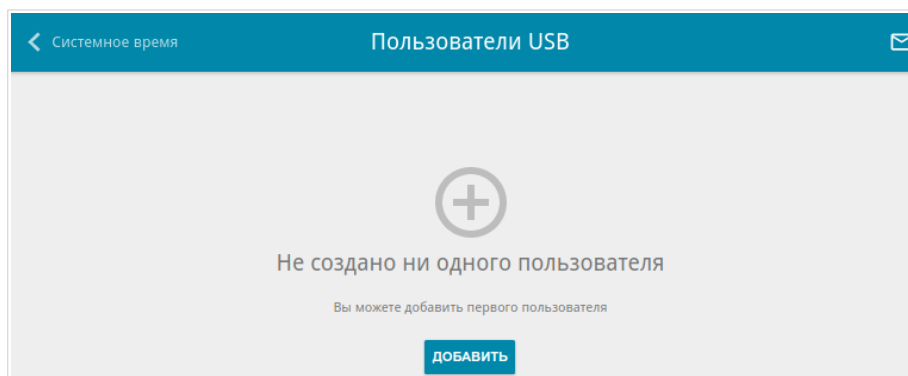 Системное время
Пользователи USB
Не создано ни одного пользователя
Вы можете добавить первого пользователя
ДОБАВИТЬ